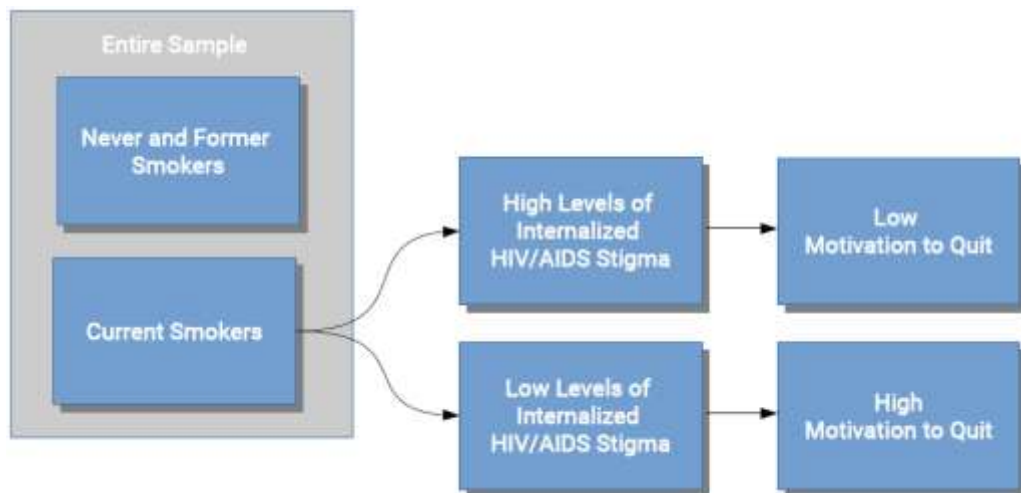 Entire Sample
Never and Former
Smokers
Current Smokers
High Levels of
Internalized
HIV/AIDS Stigma
Low
Motivation to Quit
Low Levels of
Internalized
HIV/AIDS Stigma
High
Motivation to Quit